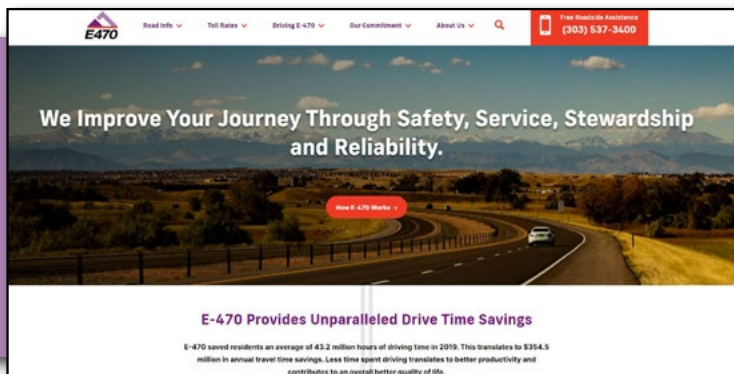 E470
Road Info Toll Rates Driving E-470 Our Commitment About Us
Free Roadside Assistance
(303) 537-3400
We Improve Your Journey Through Safety, Service, Stewardship
and Reliability.
How E-470 Works
E-470 Provides Unparalleled Drive Time Savings
E-470 saved residents an average of 43.2 million hours of driving time in 2019. This translates to $354.5
million in annual travel time savings. Less time spent driving translates to better productivity and
contributes to an overall better quality of life.